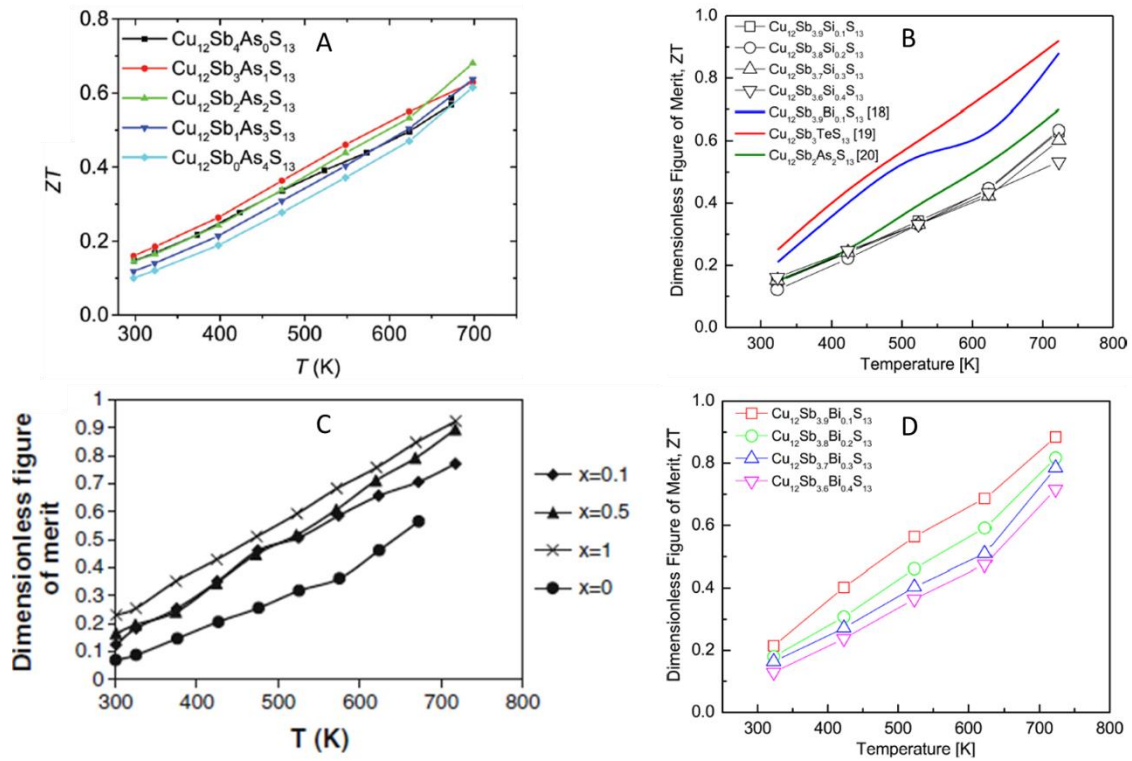 A
Cu12Sb4As0S13
Cu12Sb3As1S13
Cu12Sb2As2S13
Cu12Sb1As3S13
Cu12Sb0As4S13
ZT
0.8
0.6
0.4
0.2
0.0
300 400 500 600 700
T (K)
B
Cu12Sb3.9Si0.1S13
Cu12Sb3.8Si0.2S13
Cu12Sb3.7Si0.3S13
Cu12Sb3.6Si0.4S13
Cu12Sb3.9Bi0.1S13 [18]
Cu12Sb3TeS13 [19]
Cu12Sb2As2S13 [20]
Dimensionless Figure of Merit, ZT
1.0
0.8
0.6
0.4
0.2
0.0
300 400 500 600 700 800
Temperature [K]
C
Dimensionless figure
of merit
1
0.9
0.8
0.7
0.6
0.5
0.4
0.3
0.2
0.1
0
300 400 500 600 700 800
T (K)
x=0.1
x=0.5
x=1
x=0
D
Cu12Sb3.9Bi0.1S13
Cu12Sb3.8Bi0.2S13
Cu12Sb3.7Bi0.3S13
Cu12Sb3.6Bi0.4S13
Dimensionless Figure of Merit, ZT
1.0
0.8
0.6
0.4
0.2
0.0
300 400 500 600 700 800
Temperature [K]